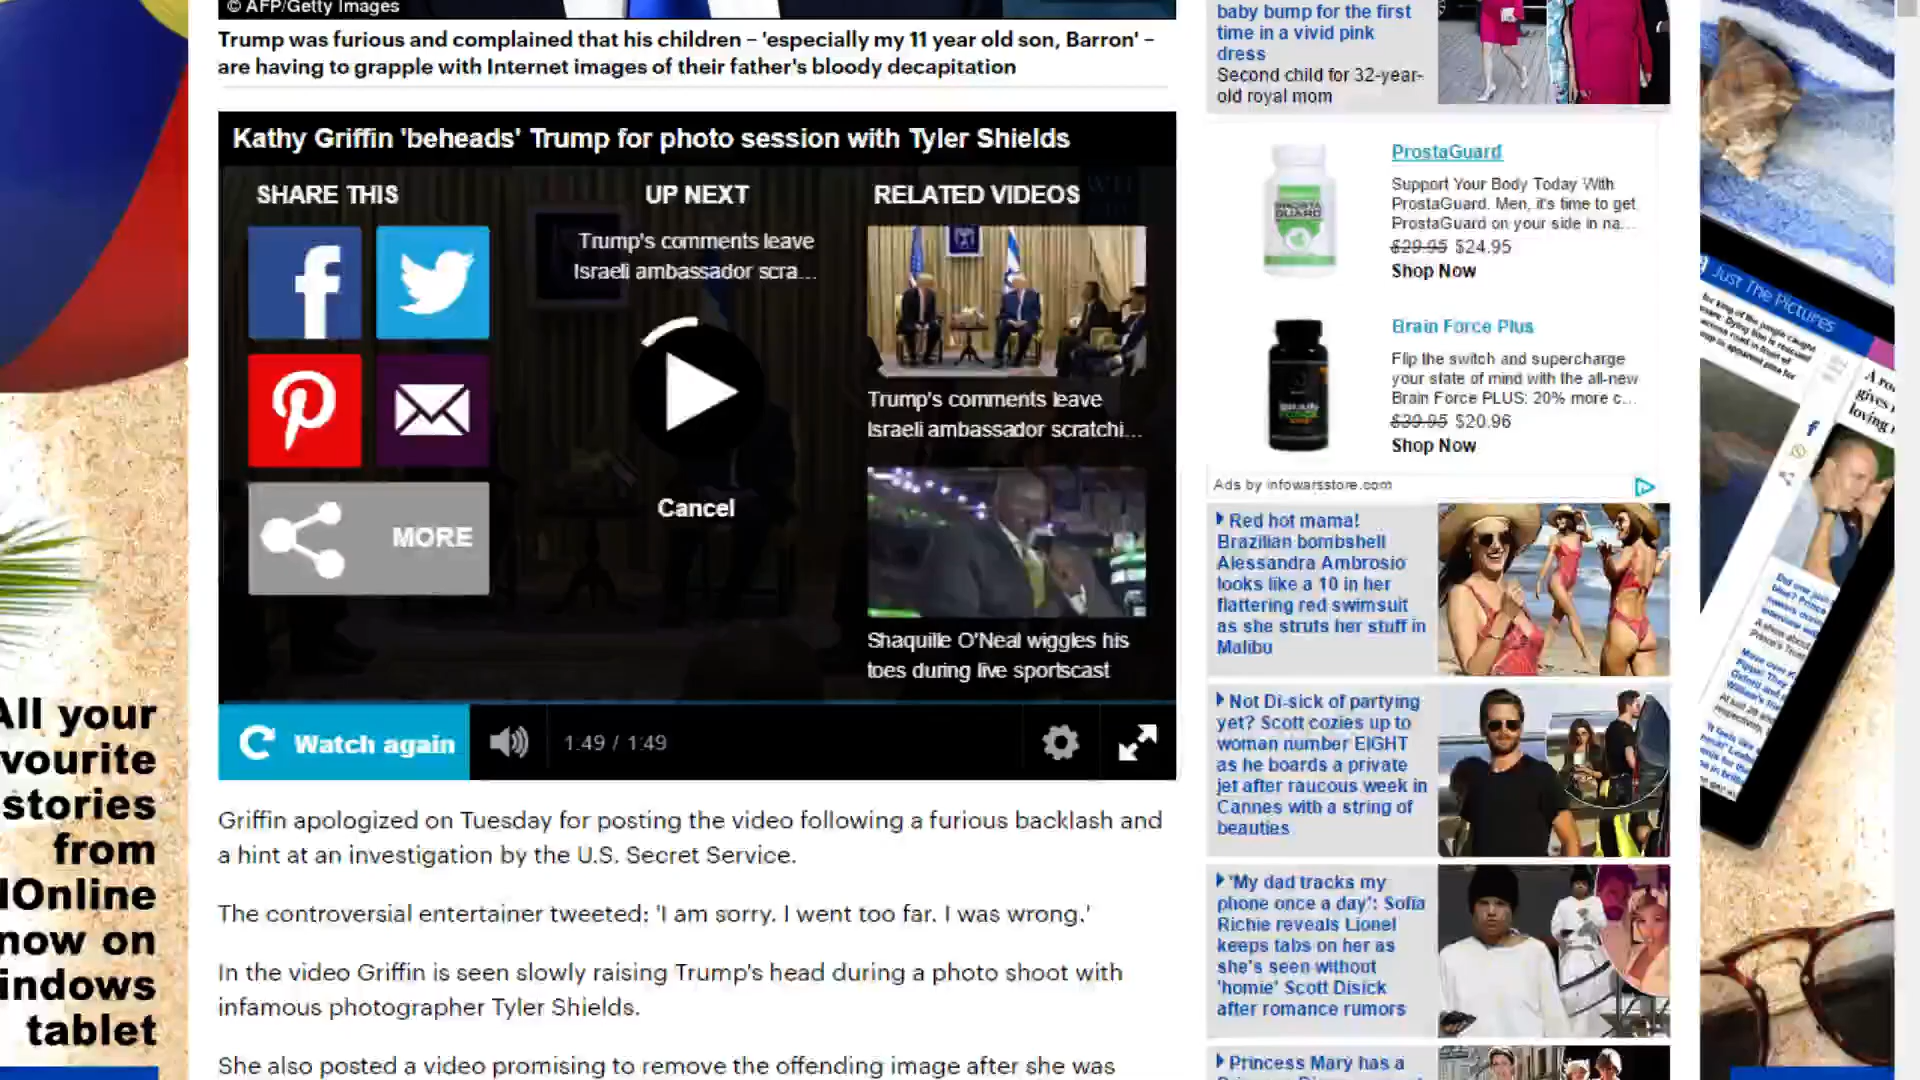 © AFP/Getty Images
Trump was furious and complained that his children – 'especially my 11 year old son, Barron' –
are having to grapple with Internet images of their father's bloody decapitation
Kathy Griffin 'beheads' Trump for photo session with Tyler Shields
SHARE THIS
MORE
UP NEXT
Trump's comments leave
Israeli ambassador scra...
Cancel
RELATED VIDEOS
Trump's comments leave
Israeli ambassador scratchi...
Shaquille O'Neal wiggles his
toes during live sportscast
Watch again
1:49 / 1:49
Griffin apologized on Tuesday for posting the video following a furious backlash and
a hint at an investigation by the U.S. Secret Service.
The controversial entertainer tweeted: 'I am sorry. I went too far. I was wrong.'
In the video Griffin is seen slowly raising Trump's head during a photo shoot with
infamous photographer Tyler Shields.
She also posted a video promising to remove the offending image after she was
baby bump for the first
time in a vivid pink
dress
Second child for 32-year-
old royal mom
ProstaGuard
Support Your Body Today With
ProstaGuard. Men, it's time to get
ProstaGuard on your side in na...
$29.95 $24.95
Shop Now
Brain Force Plus
Flip the switch and supercharge
your state of mind with the all-new
Brain Force PLUS: 20% more c...
$39.95 $20.96
Shop Now
Ads by infowarsstore.com
Red hot mama!
Brazilian bombshell
Alessandra Ambrosio
looks like a 10 in her
flattering red swimsuit
as she struts her stuff in
Malibu
Not Di-sick of partying
yet? Scott cozies up to
woman number EIGHT
as he boards a private
jet after raucous week in
Cannes with a string of
beauties
'My dad tracks my
phone once a day': Sofia
Richie reveals Lionel
keeps tabs on her as
she's seen without
'homie' Scott Disick
after romance rumors
Princess Mary has a
All your
vourite
stories
from
lOnline
now on
indows
tablet
Just The Pictures